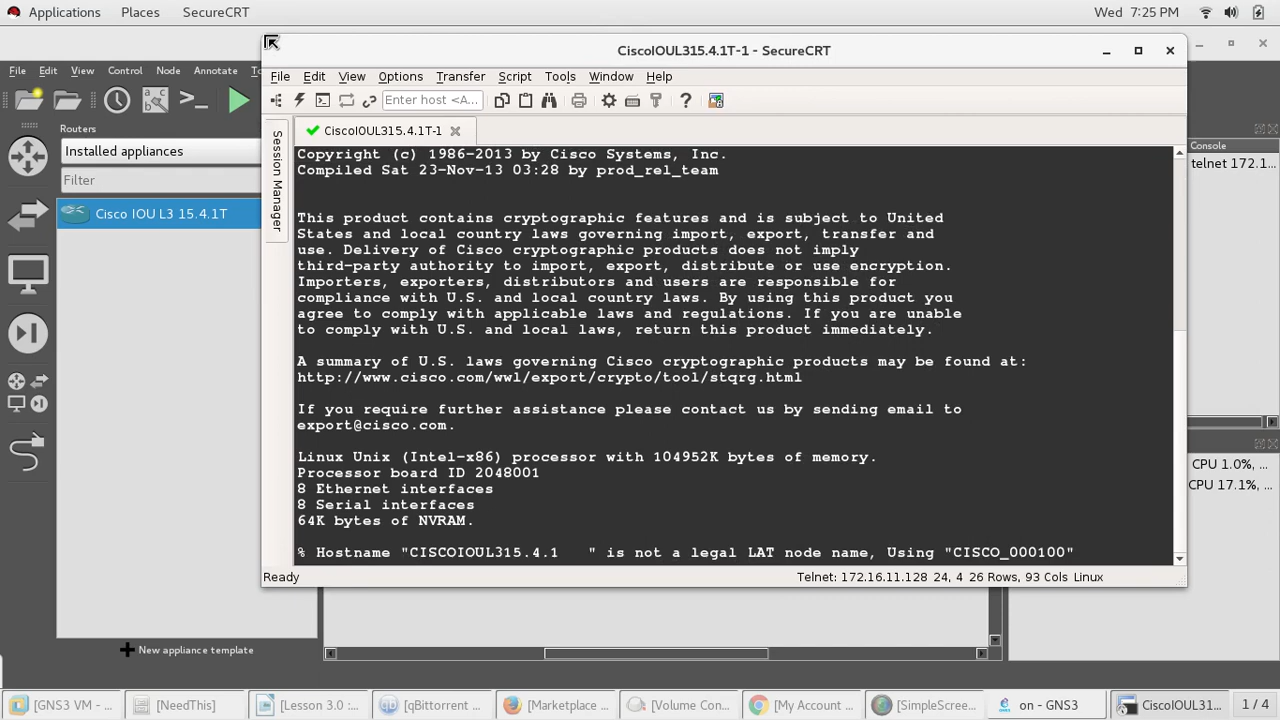 Applications Places SecureCRT Wed 7:25 PM
CiscoIOUL315.4.1T-1 - SecureCRT
File Edit View Control Node Annotate
File Edit View Options Transfer Script Tools Window Help
Enter host <A...
Routers
Installed appliances
Filter
Cisco IOU L3 15.4.1T
New appliance template
Session Manager
CiscoIOUL315.4.1T-1
Copyright (c) 1986-2013 by Cisco Systems, Inc.
Compiled Sat 23-Nov-13 03:28 by prod_rel_team
This product contains cryptographic features and is subject to United
States and local country laws governing import, export, transfer and
use. Delivery of Cisco cryptographic products does not imply
third-party authority to import, export, distribute or use encryption.
Importers, exporters, distributors and users are responsible for
compliance with U.S. and local country laws. By using this product you
agree to comply with applicable laws and regulations. If you are unable
to comply with U.S. and local laws, return this product immediately.
A summary of U.S. laws governing Cisco cryptographic products may be found at:
http://www.cisco.com/wwl/export/crypto/tool/stqrg.html
If you require further assistance please contact us by sending email to
export@cisco.com.
Linux Unix (Intel-x86) processor with 104952K bytes of memory.
Processor board ID 2048001
8 Ethernet interfaces
8 Serial interfaces
64K bytes of NVRAM.
% Hostname "CISCOIOUL315.4.1   " is not a legal LAT node name, Using "CISCO_000100"
Ready Telnet: 172.16.11.128 24, 4 26 Rows, 93 Cols Linux
Console
telnet 172.1
CPU 1.0%,
CPU 17.1%,
[GNS3 VM - ... [NeedThis] [Lesson 3.0 :... [qBittorrent ... [Marketplace ... [Volume Con... [My Account ... [SimpleScree... on - GNS3 CiscoIOUL31... 1 / 4